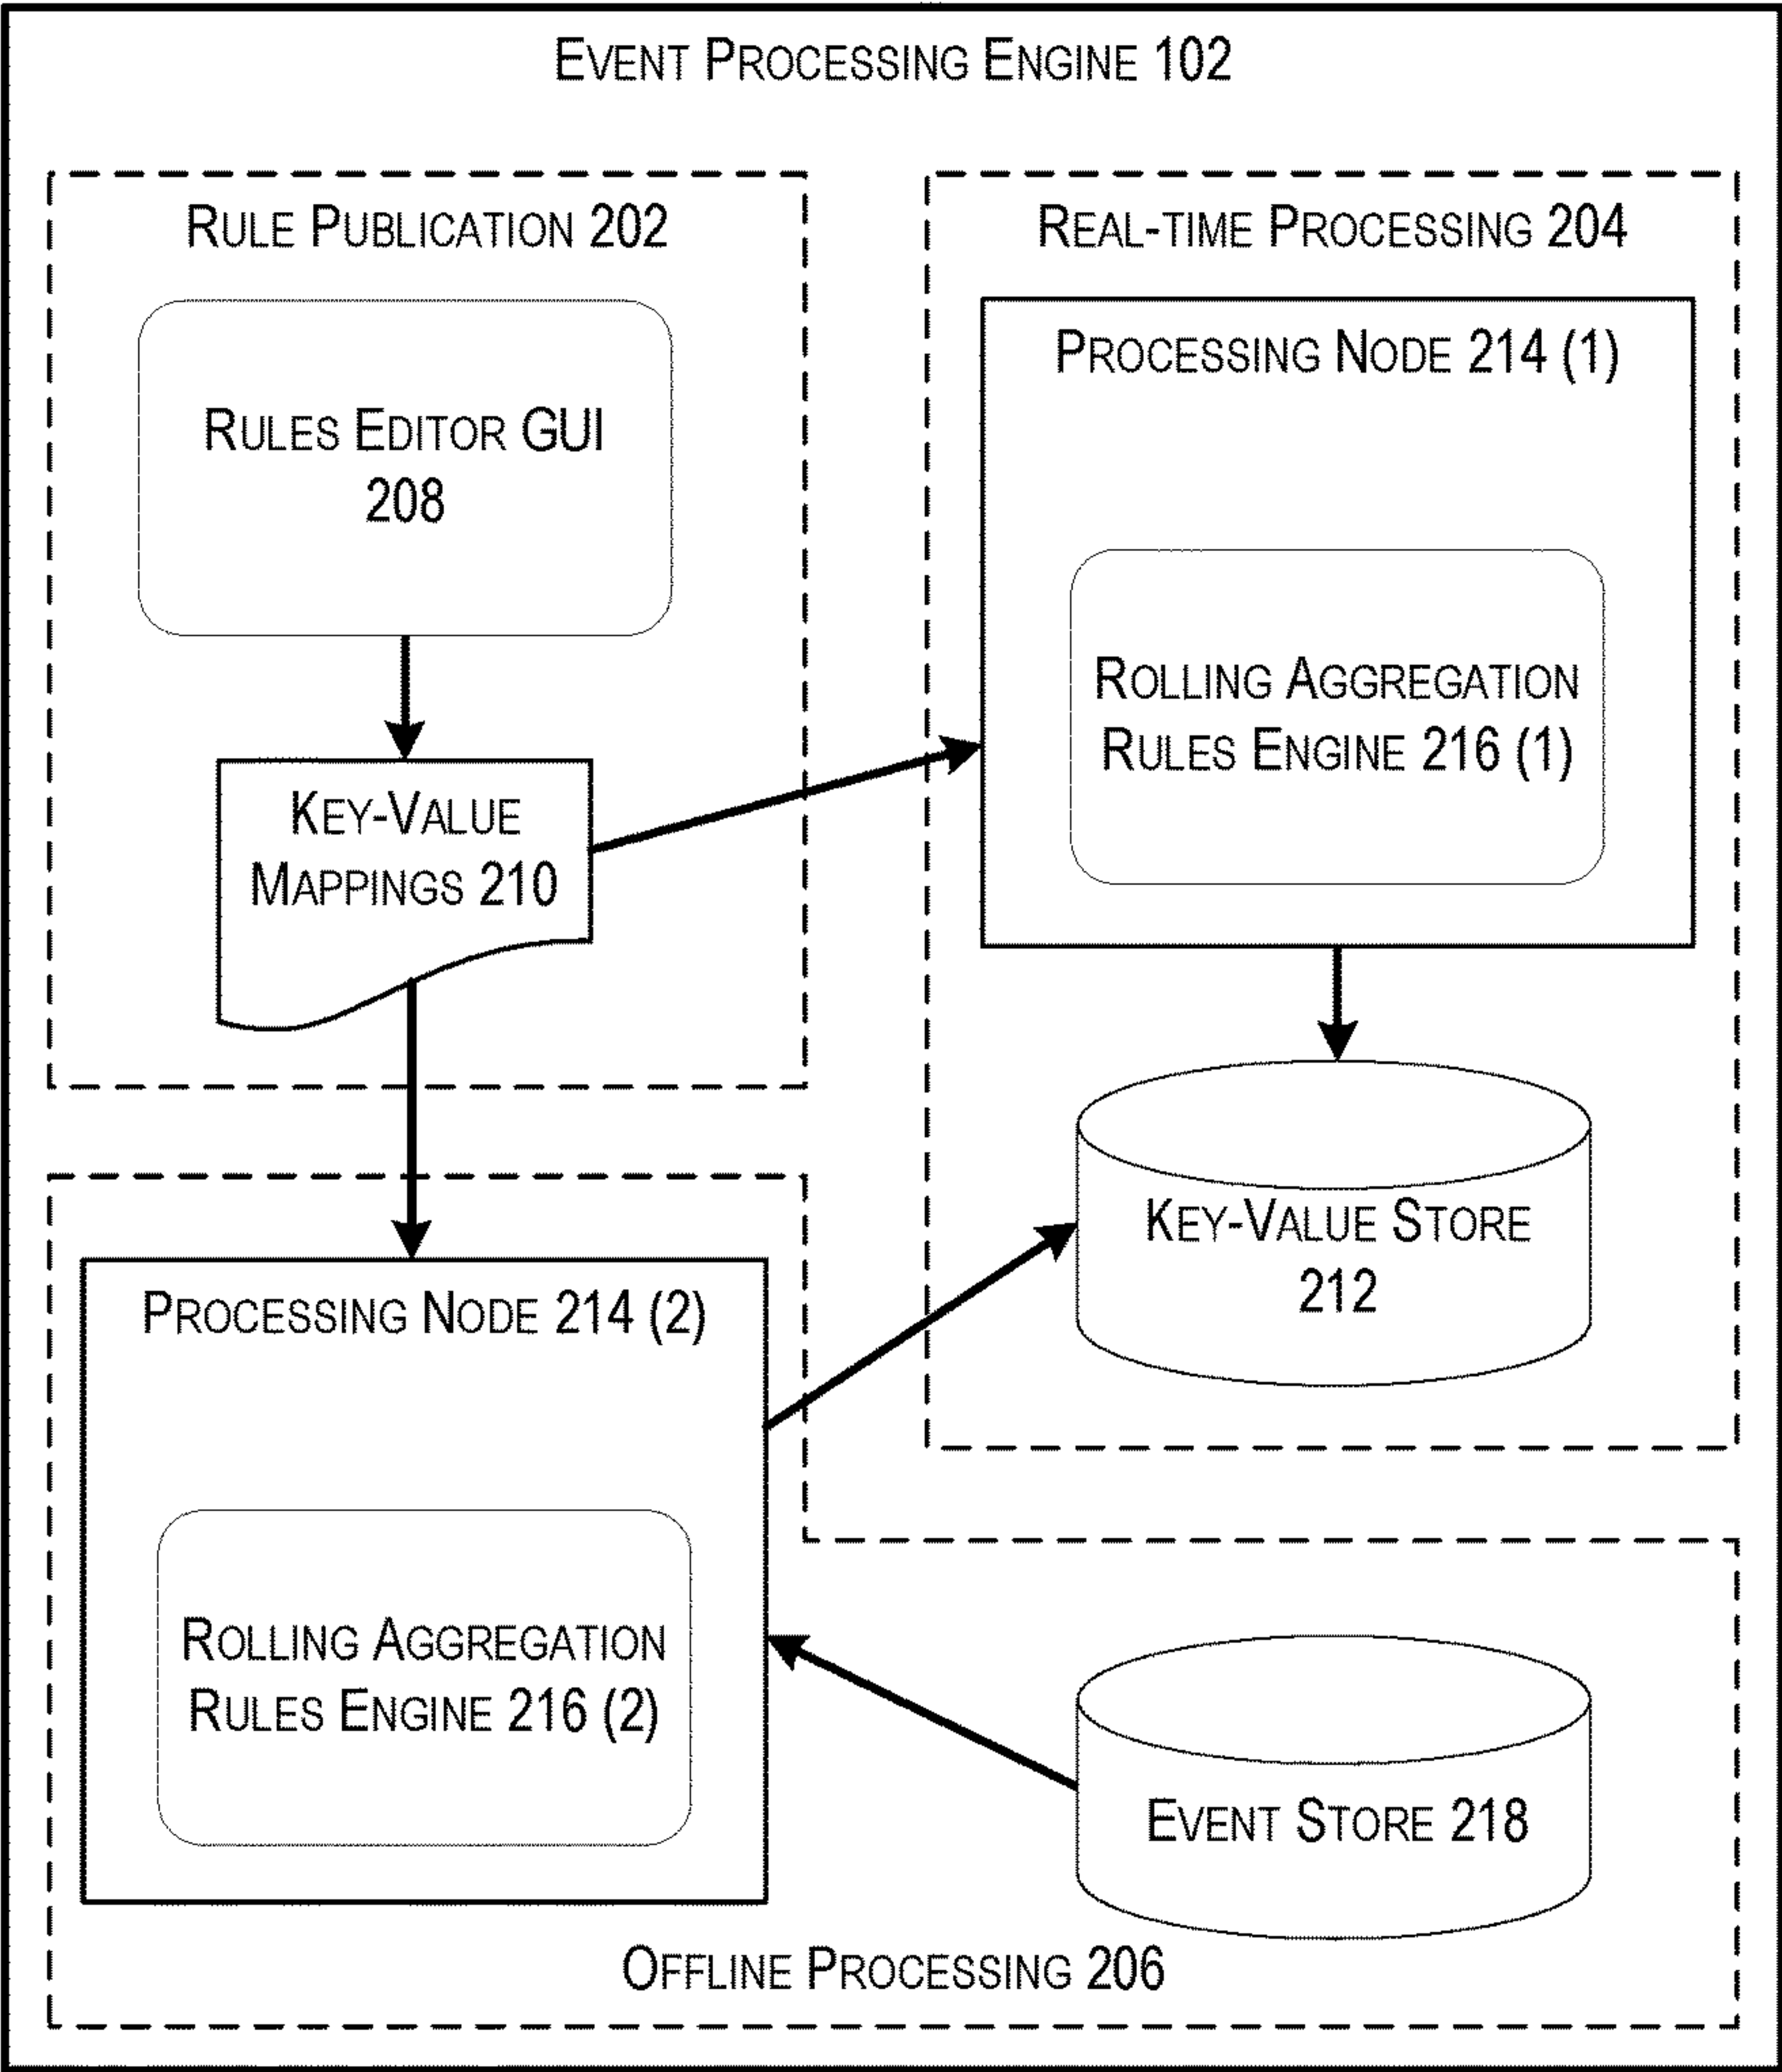 EVENT PROCESSING ENGINE 102
RULE PUBLICATION 202
RULES EDITOR GUI
208
KEY-VALUE
MAPPINGS 210
REAL-TIME PROCESSING 204
PROCESSING NODE 214 (1)
ROLLING AGGREGATION
RULES ENGINE 216 (1)
KEY-VALUE STORE
212
PROCESSING NODE 214 (2)
ROLLING AGGREGATION
RULES ENGINE 216 (2)
EVENT STORE 218
OFFLINE PROCESSING 206